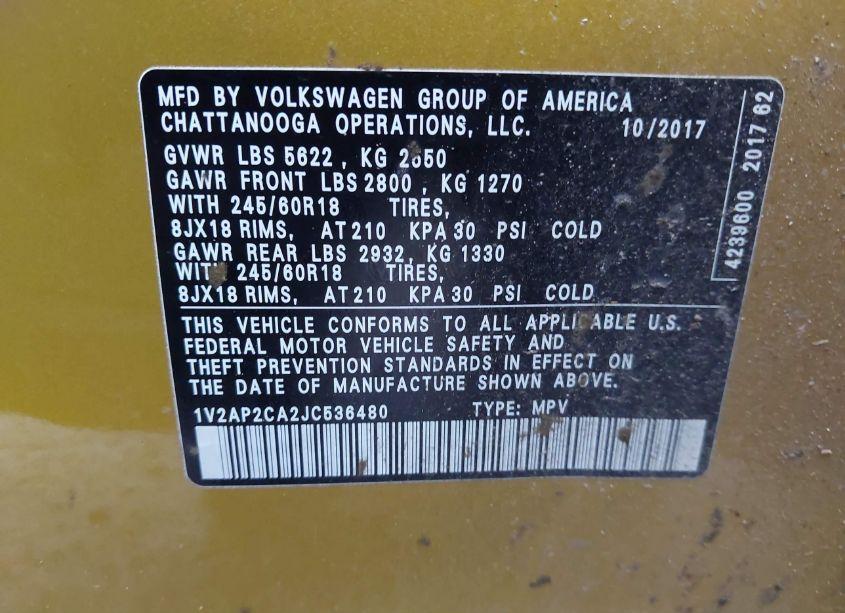 MFD BY VOLKSWAGEN GROUP OF AMERICA
CHATTANOOGA OPERATIONS, LLC. 10/2017
GVWR LBS 5622 , KG 2550
GAWR FRONT LBS 2800 , KG 1270
WITH 245/60R18 TIRES,
8JX18 RIMS, AT 210 KPA 30 PSI COLD
GAWR REAR LBS 2932, KG 1330
WITH 245/60R18 TIRES,
8JX18 RIMS, AT 210 KPA 30 PSI COLD
THIS VEHICLE CONFORMS TO ALL APPLICABLE U.S.
FEDERAL MOTOR VEHICLE SAFETY AND
THEFT PREVENTION STANDARDS IN EFFECT ON
THE DATE OF MANUFACTURE SHOWN ABOVE.
1V2AP2CA2JC536480 TYPE: MPV
4239600 2017 62